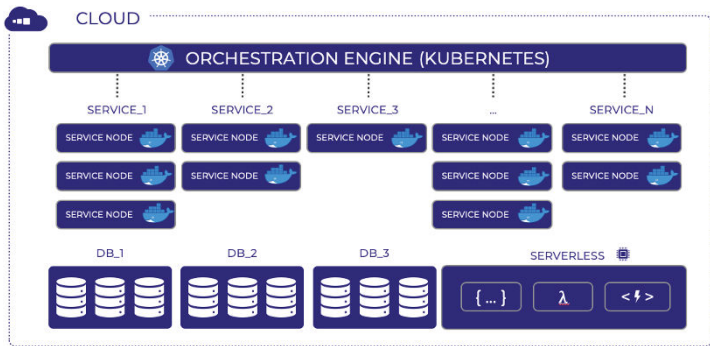 CLOUD
ORCHESTRATION ENGINE (KUBERNETES)
SERVICE_1 SERVICE_2 SERVICE_3 ... SERVICE_N
SERVICE NODE SERVICE NODE SERVICE NODE SERVICE NODE SERVICE NODE
SERVICE NODE SERVICE NODE SERVICE NODE SERVICE NODE
SERVICE NODE SERVICE NODE
DB_1 DB_2 DB_3 SERVERLESS
{ ... } λ < >